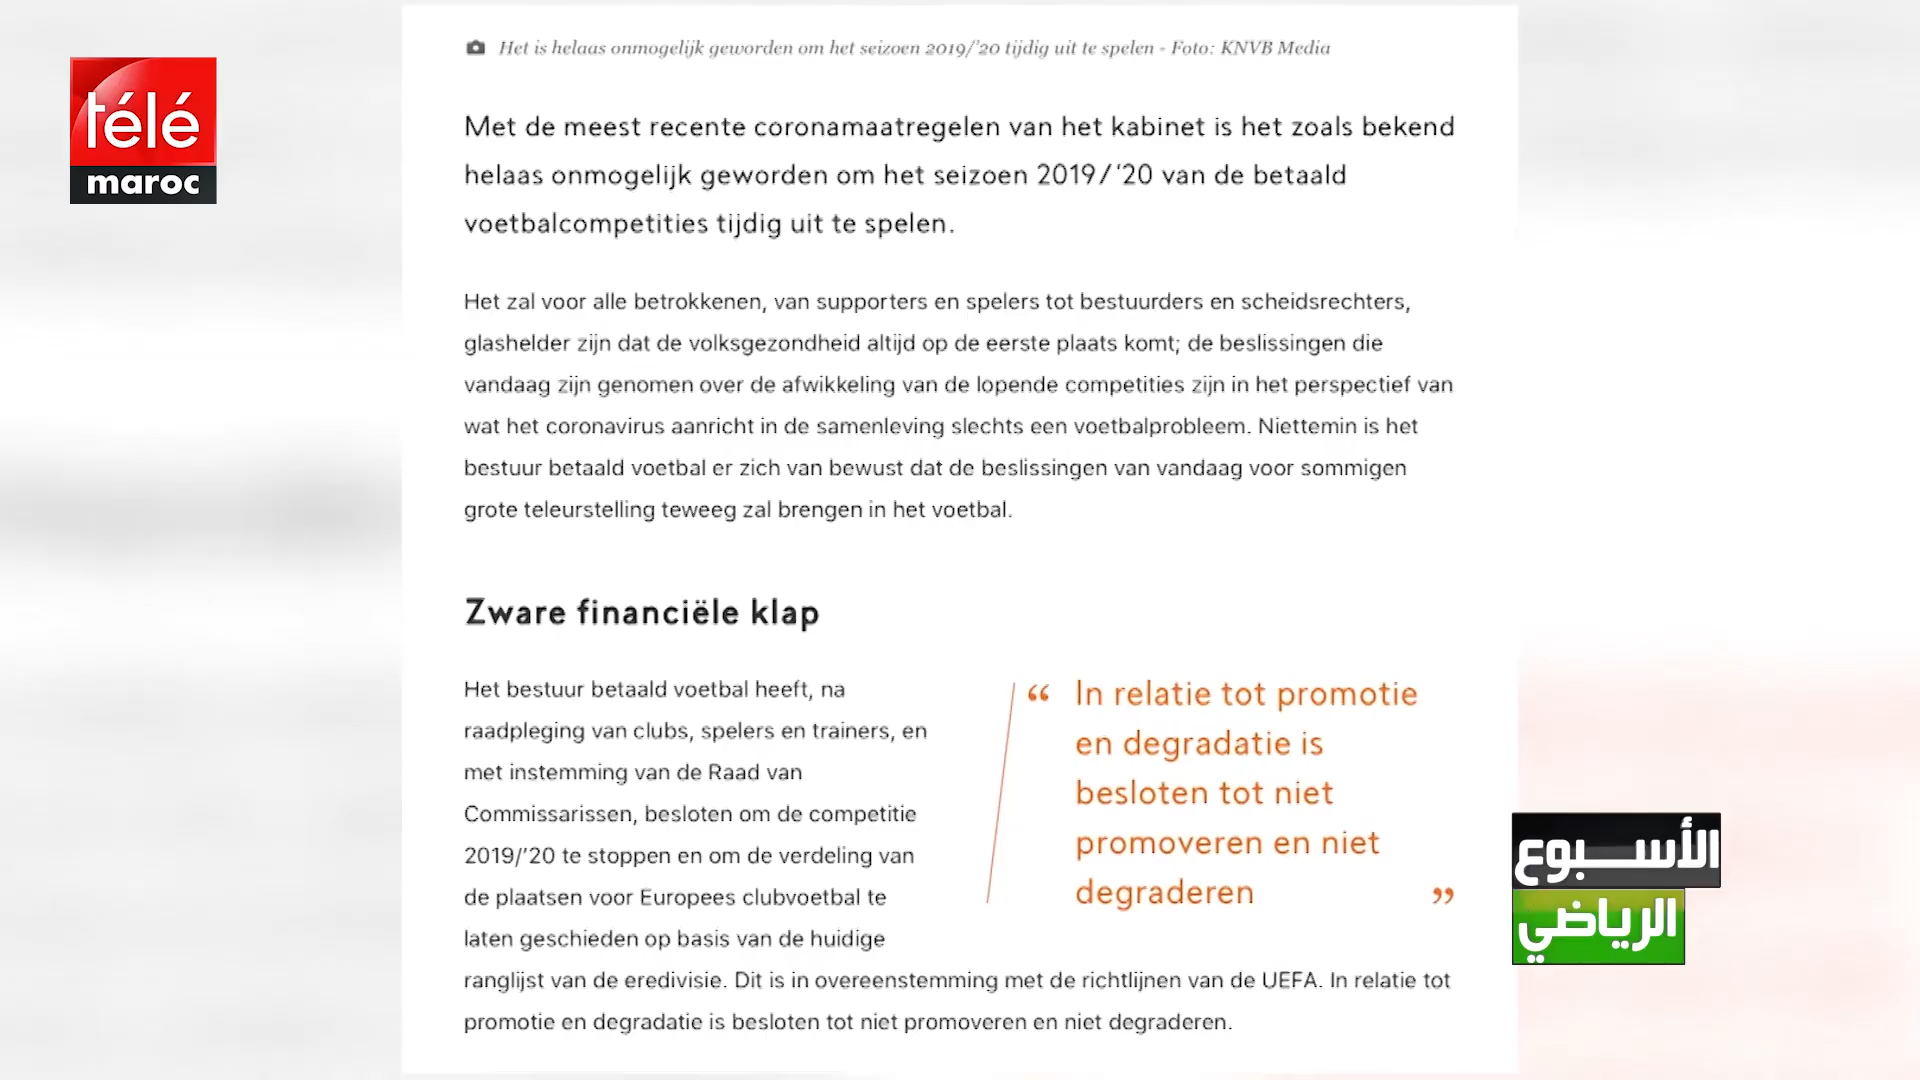 télé
maroc
Het is helaas onmogelijk geworden om het seizoen 2019/'20 tijdig uit te spelen - Foto: KNVB Media
Met de meest recente coronamaatregelen van het kabinet is het zoals bekend
helaas onmogelijk geworden om het seizoen 2019/'20 van de betaald
voetbalcompetities tijdig uit te spelen.
Het zal voor alle betrokkenen, van supporters en spelers tot bestuurders en scheidsrechters,
glashelder zijn dat de volksgezondheid altijd op de eerste plaats komt; de beslissingen die
vandaag zijn genomen over de afwikkeling van de lopende competities zijn in het perspectief van
wat het coronavirus aanricht in de samenleving slechts een voetbalprobleem. Niettemin is het
bestuur betaald voetbal er zich van bewust dat de beslissingen van vandaag voor sommigen
grote teleurstelling teweeg zal brengen in het voetbal.
Zware financiële klap
Het bestuur betaald voetbal heeft, na
raadpleging van clubs, spelers en trainers, en
met instemming van de Raad van
Commissarissen, besloten om de competitie
2019/'20 te stoppen en om de verdeling van
de plaatsen voor Europees clubvoetbal te
laten geschieden op basis van de huidige
ranglijst van de eredivisie. Dit is in overeenstemming met de richtlijnen van de UEFA. In relatie tot
promotie en degradatie is besloten tot niet promoveren en niet degraderen.
“ In relatie tot promotie
en degradatie is
besloten tot niet
promoveren en niet
degraderen ”
الأســبوع
الرياضي